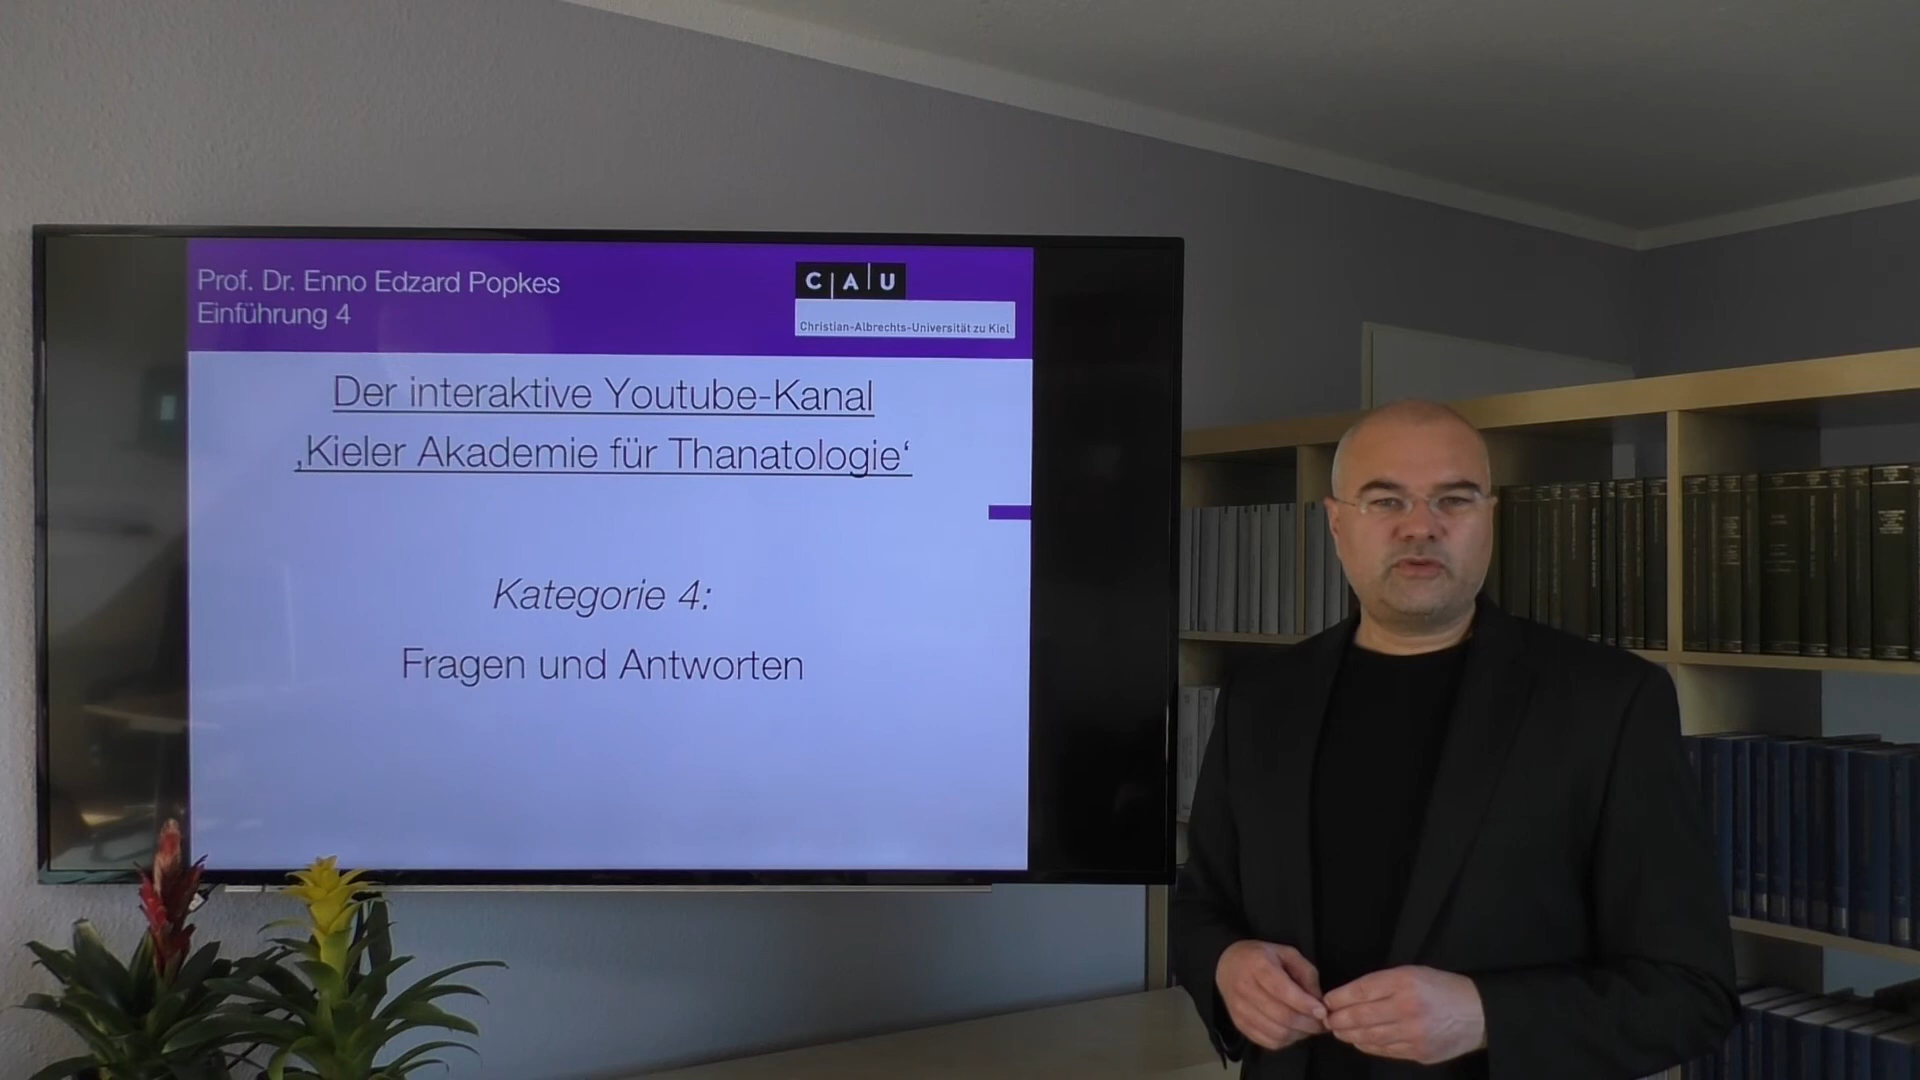 Prof. Dr. Enno Edzard Popkes
Einführung 4
CAU
Christian-Albrechts-Universität zu Kiel
Der interaktive Youtube-Kanal
‚Kieler Akademie für Thanatologie‘
Kategorie 4:
Fragen und Antworten